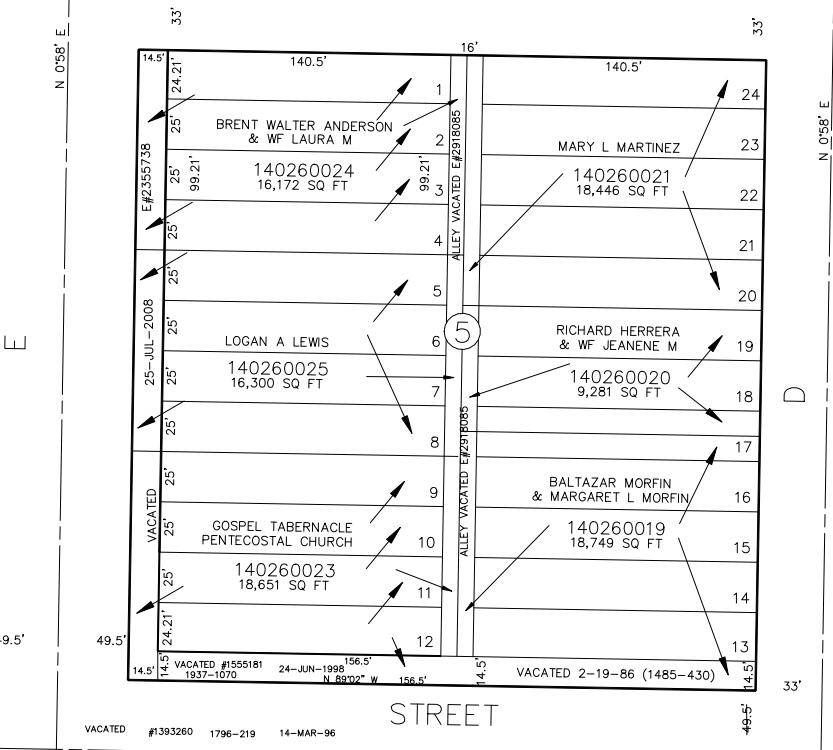 33'
33'
N 0°58' E
16'
14.5'
24.21'
140.5'
140.5'
1
24
25'
BRENT WALTER ANDERSON
& WF LAURA M
2
ALLEY VACATED E#2918085
MARY L MARTINEZ
23
N 0°58' E
E#2355738
25'
99.21'
140260024
16,172 SQ FT
99.21'
3
140260021
18,446 SQ FT
22
25'
4
21
25'
5
20
E
25-JUL-2008
25'
LOGAN A LEWIS
6
5
RICHARD HERRERA
& WF JEANENE M
19
25'
140260025
16,300 SQ FT
7
140260020
9,281 SQ FT
18
D
25'
8
ALLEY VACATED E#2918085
17
VACATED
25'
9
BALTAZAR MORFIN
& MARGARET L MORFIN
16
25'
GOSPEL TABERNACLE
PENTECOSTAL CHURCH
10
140260019
18,749 SQ FT
15
25'
140260023
18,651 SQ FT
11
14
24.21'
12
13
9.5'
49.5'
14.5'
14.5'
VACATED #1555181
1937-1070
24-JUN-1998
156.5'
N 89°02" W
156.5'
14.5'
VACATED 2-19-86 (1485-430)
14.5'
33'
STREET
49.5'
VACATED
#1393260
1796-219
14-MAR-96